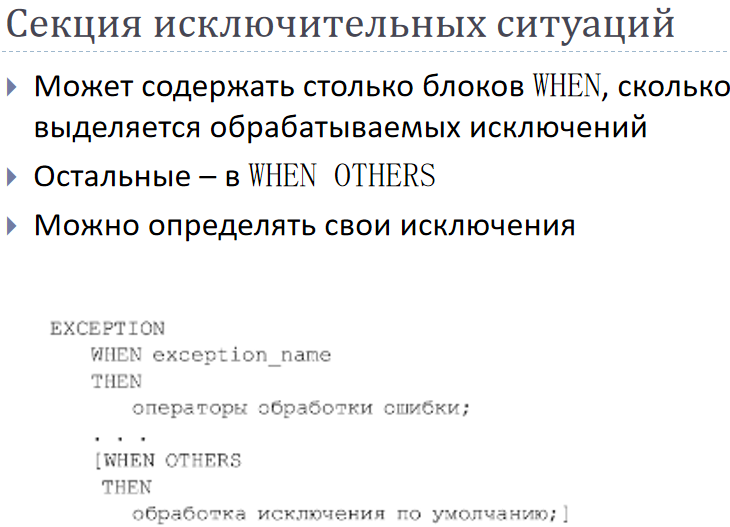 Секция исключительных ситуаций
Может содержать столько блоков WHEN, сколько
выделяется обрабатываемых исключений
Остальные – в WHEN OTHERS
Можно определять свои исключения
EXCEPTION
WHEN exception_name
THEN
операторы обработки ошибки;
. . .
[WHEN OTHERS
THEN
обработка исключения по умолчанию;]